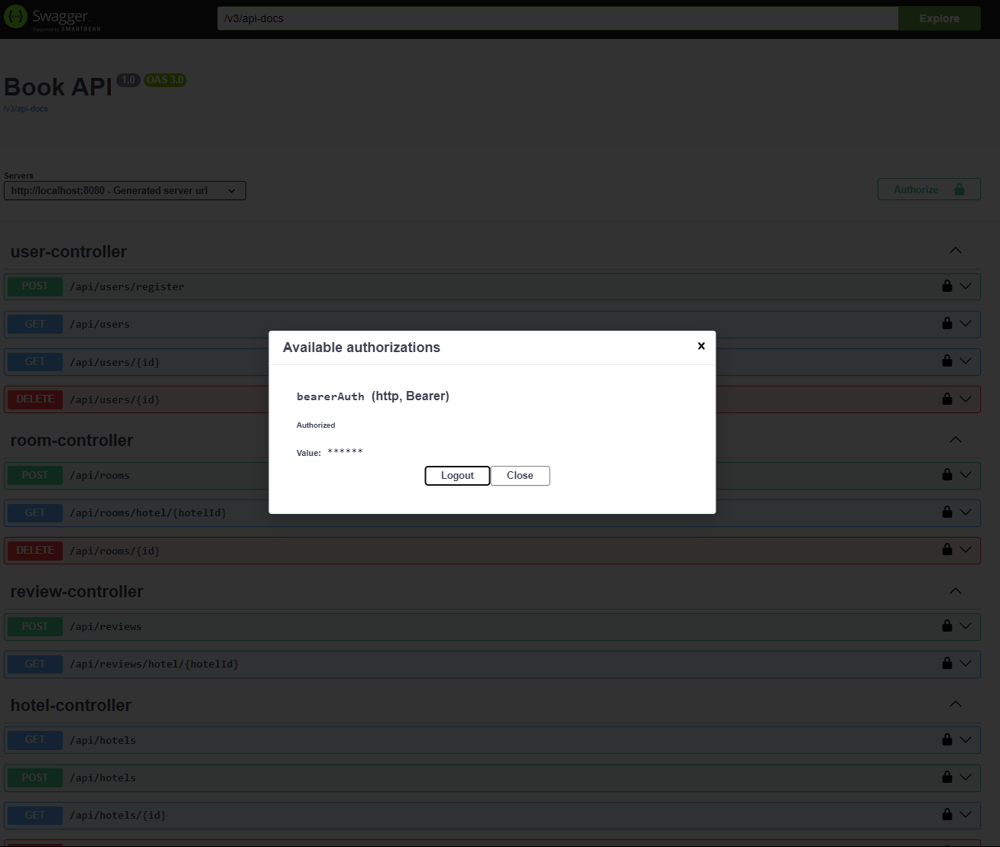 Swagger.
Supported by SMARTBEAR
/v3/api-docs
Explore
Book API 1.0 OAS 3.0
/v3/api-docs
Servers
http://localhost:8080 - Generated server url
Authorize
user-controller
POST /api/users/register
GET /api/users
GET /api/users/{id}
DELETE /api/users/{id}
room-controller
POST /api/rooms
GET /api/rooms/hotel/{hotelId}
DELETE /api/rooms/{id}
review-controller
POST /api/reviews
GET /api/reviews/hotel/{hotelId}
hotel-controller
GET /api/hotels
POST /api/hotels
GET /api/hotels/{id}
Available authorizations
bearerAuth (http, Bearer)
Authorized
Value: ******
Logout
Close